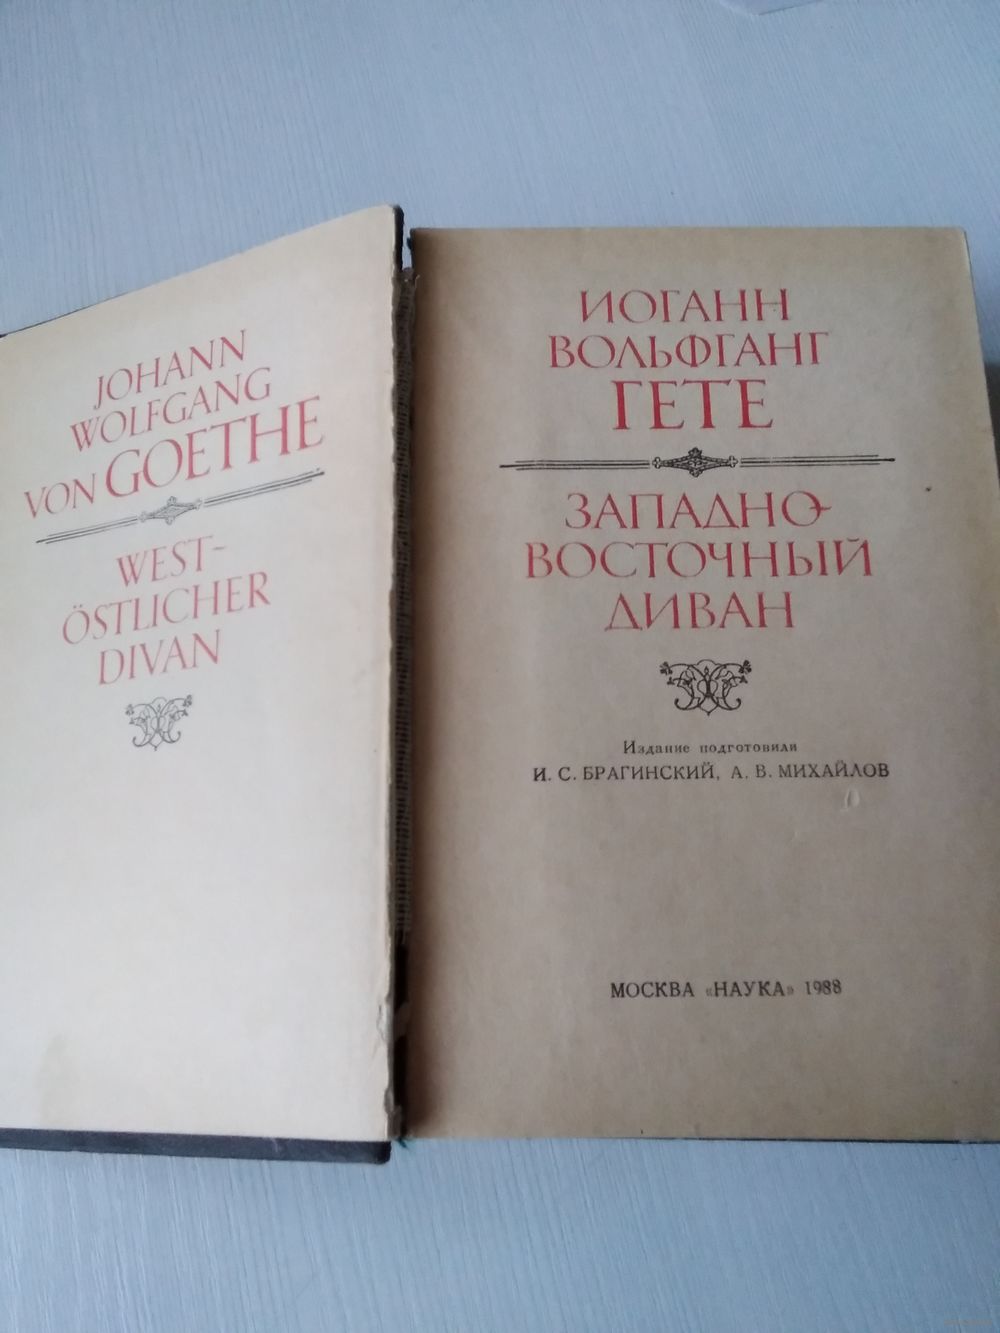 JOHANN
WOLFGANG
VON GOETHE
WEST-
ÖSTLICHER
DIVAN
ИОГАНН
ВОЛЬФГАНГ
ГЕТЕ
ЗАПАДНО-
ВОСТОЧНЫЙ
ДИВАН
Издание подготовили
И. С. БРАГИНСКИЙ, А. В. МИХАЙЛОВ
МОСКВА «НАУКА» 1988